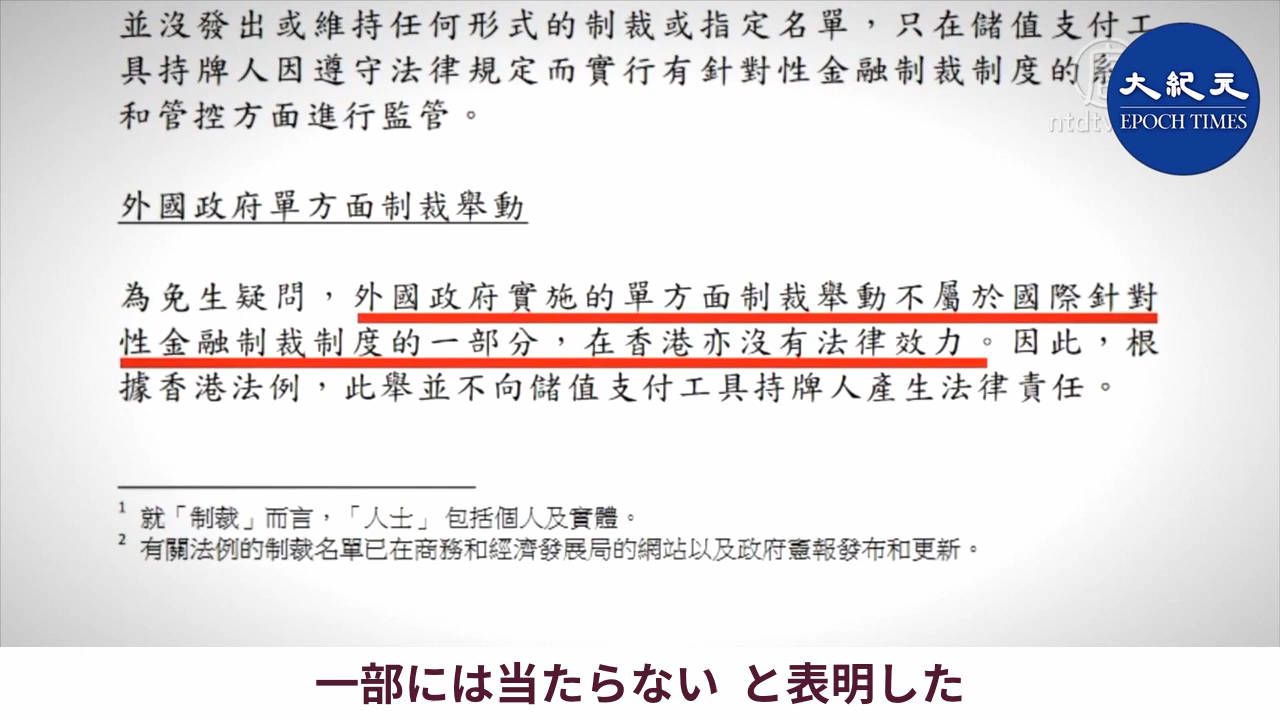 並沒發出或維持任何形式的制裁或指定名單，只在儲值支付工
具持牌人因遵守法律規定而實行有針對性金融制裁制度的系
和管控方面進行監管。
大紀元
EPOCH TIMES
ntdtv
外國政府單方面制裁舉動
為免生疑問，外國政府實施的單方面制裁舉動不屬於國際針對
性金融制裁制度的一部分，在香港亦沒有法律效力。因此，根
據香港法例，此舉並不向儲值支付工具持牌人產生法律責任。
1 就「制裁」而言，「人士」包括個人及實體。
2 有關法例的制裁名單已在商務和經濟發展局的網站以及政府憲報發布和更新。
一部には当たらない と表明した